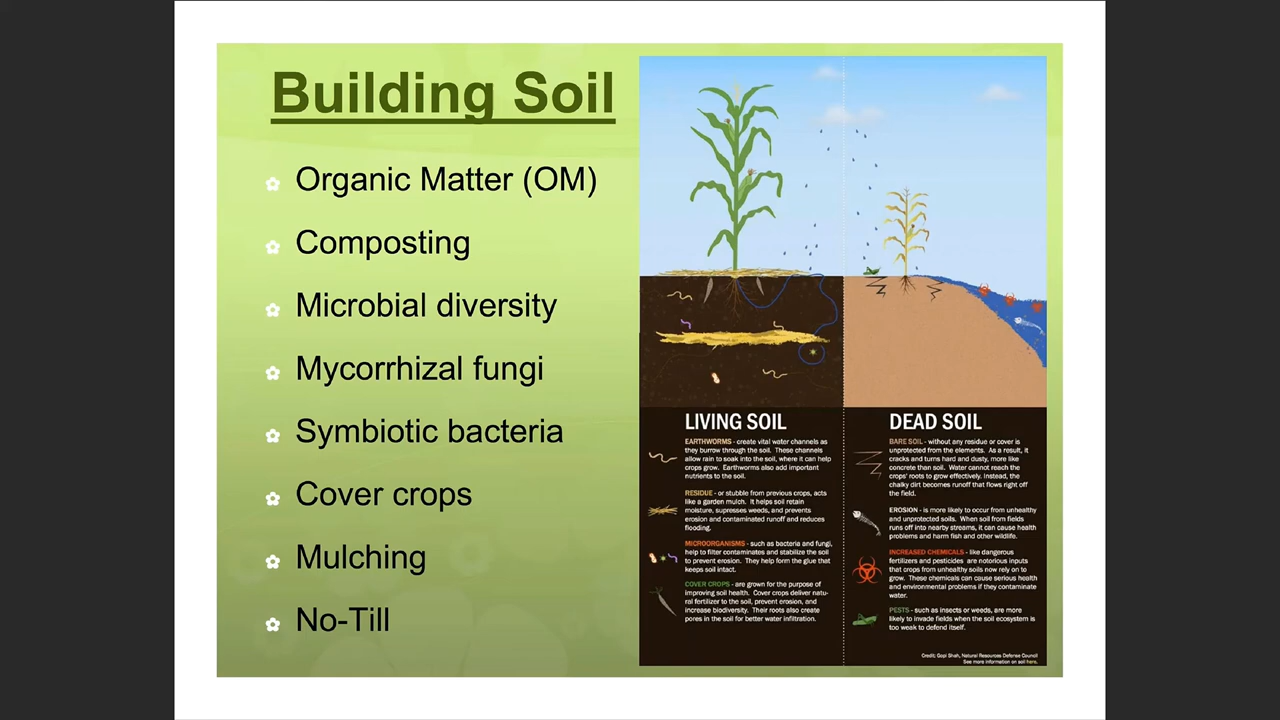 Building Soil
Organic Matter (OM)
Composting
Microbial diversity
Mycorrhizal fungi
Symbiotic bacteria
Cover crops
Mulching
No-Till
LIVING SOIL
EARTHWORMS - create vital water channels as
they burrow through the soil. These channels
allow rain to soak into the soil, where it can help
crops grow. Earthworms also add important
nutrients to the soil.
RESIDUE - or stubble from previous crops, acts
like a garden mulch. It helps soil retain
moisture, supresses weeds, and prevents
erosion and contaminated runoff and reduces
flooding.
MICROORGANISMS - such as bacteria and fungi,
help to filter contaminates and stabilize the soil
to prevent erosion. They help form the glue that
keeps soil intact.
COVER CROPS - are grown for the purpose of
improving soil health. Cover crops deliver natu-
ral fertilizer to the soil, prevent erosion, and
increase biodiversity. Their roots also create
pores in the soil for better water infiltration.
DEAD SOIL
BARE SOIL - without any residue or cover is
unprotected from the elements. As a result, it
cracks and turns hard and dusty, more like
concrete than soil. Water cannot reach the
crops' roots to grow effectively. Instead, the
chalky dirt becomes runoff that flows right off
the field.
EROSION - is more likely to occur from unhealthy
and unprotected soils. When soil from fields
runs off into nearby streams, it can cause health
problems and harm fish and other wildlife.
INCREASED CHEMICALS - like dangerous
fertilizers and pesticides are notorious inputs
that crops from unhealthy soils now rely on to
grow. These chemicals can cause serious health
and environmental problems if they contaminate
water.
PESTS - such as insects or weeds, are more
likely to invade fields when the soil ecosystem is
too weak to defend itself.
Credit: Gopi Shah, Natural Resources Defense Council
See more information on soil here.